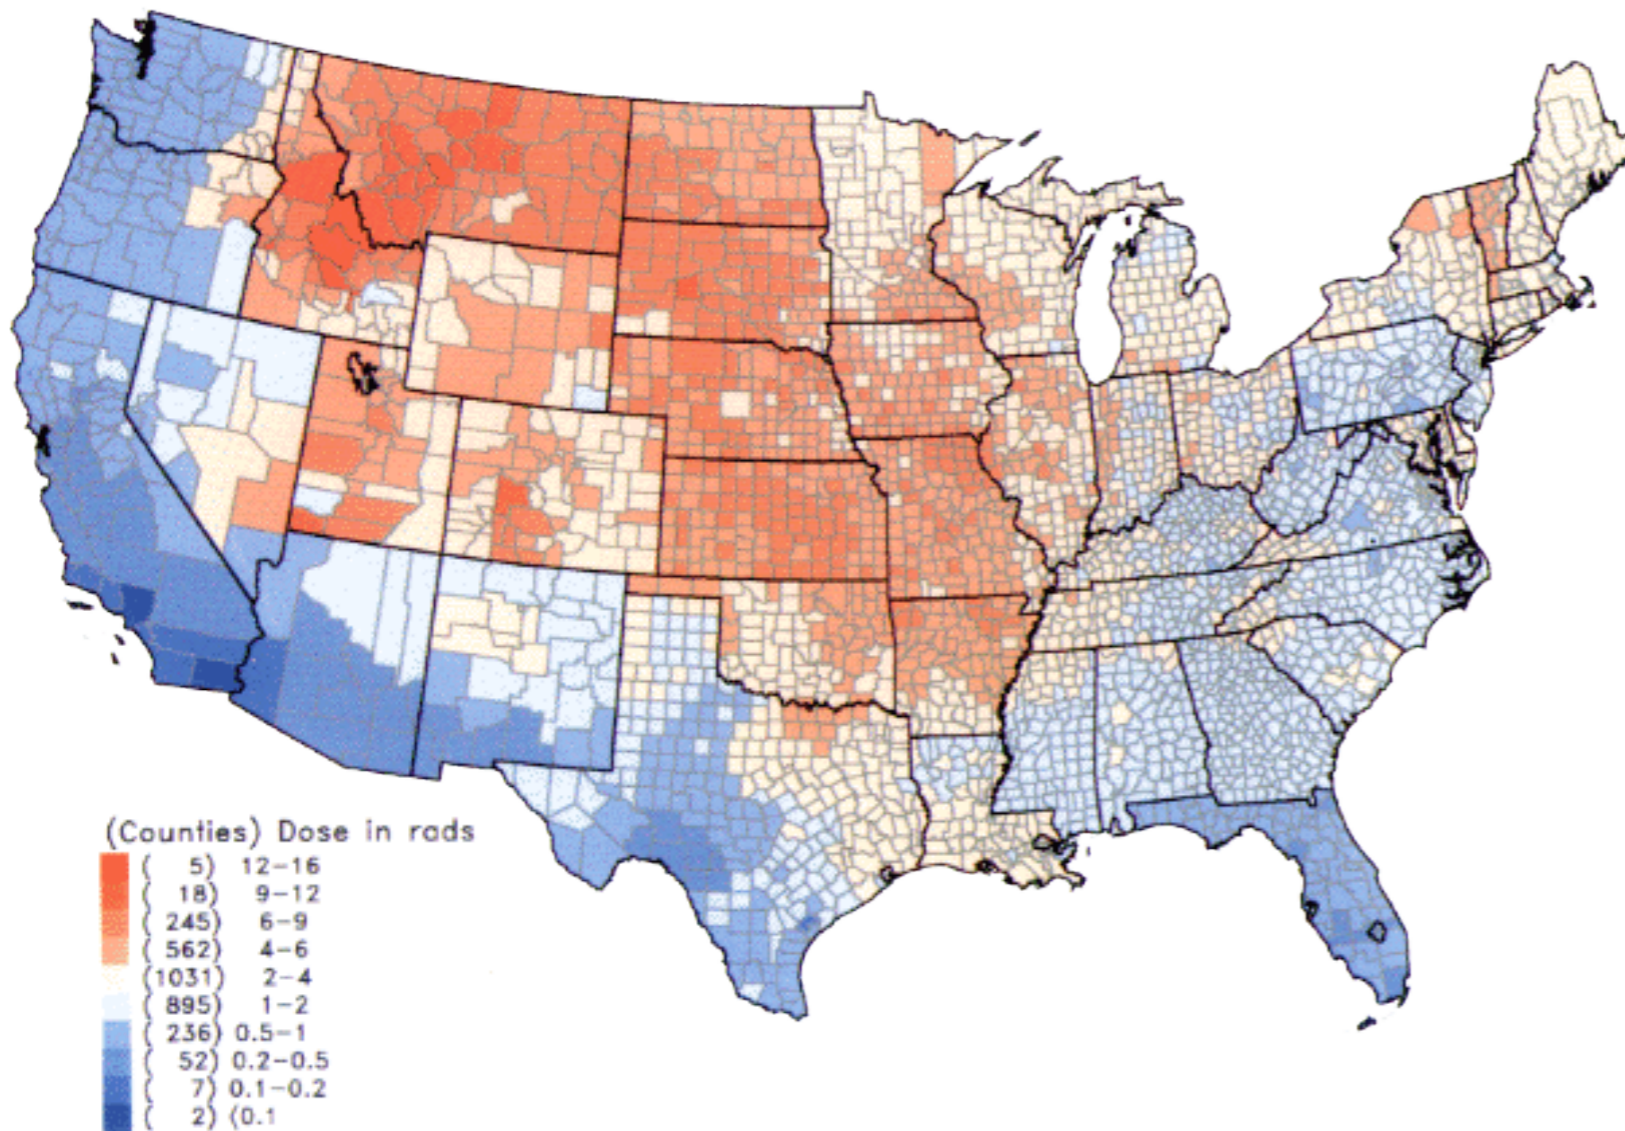 (Counties) Dose in rads
( 5) 12-16
( 18) 9-12
( 245) 6-9
( 562) 4-6
(1031) 2-4
( 895) 1-2
( 236) 0.5-1
( 52) 0.2-0.5
( 7) 0.1-0.2
( 2) (0.1